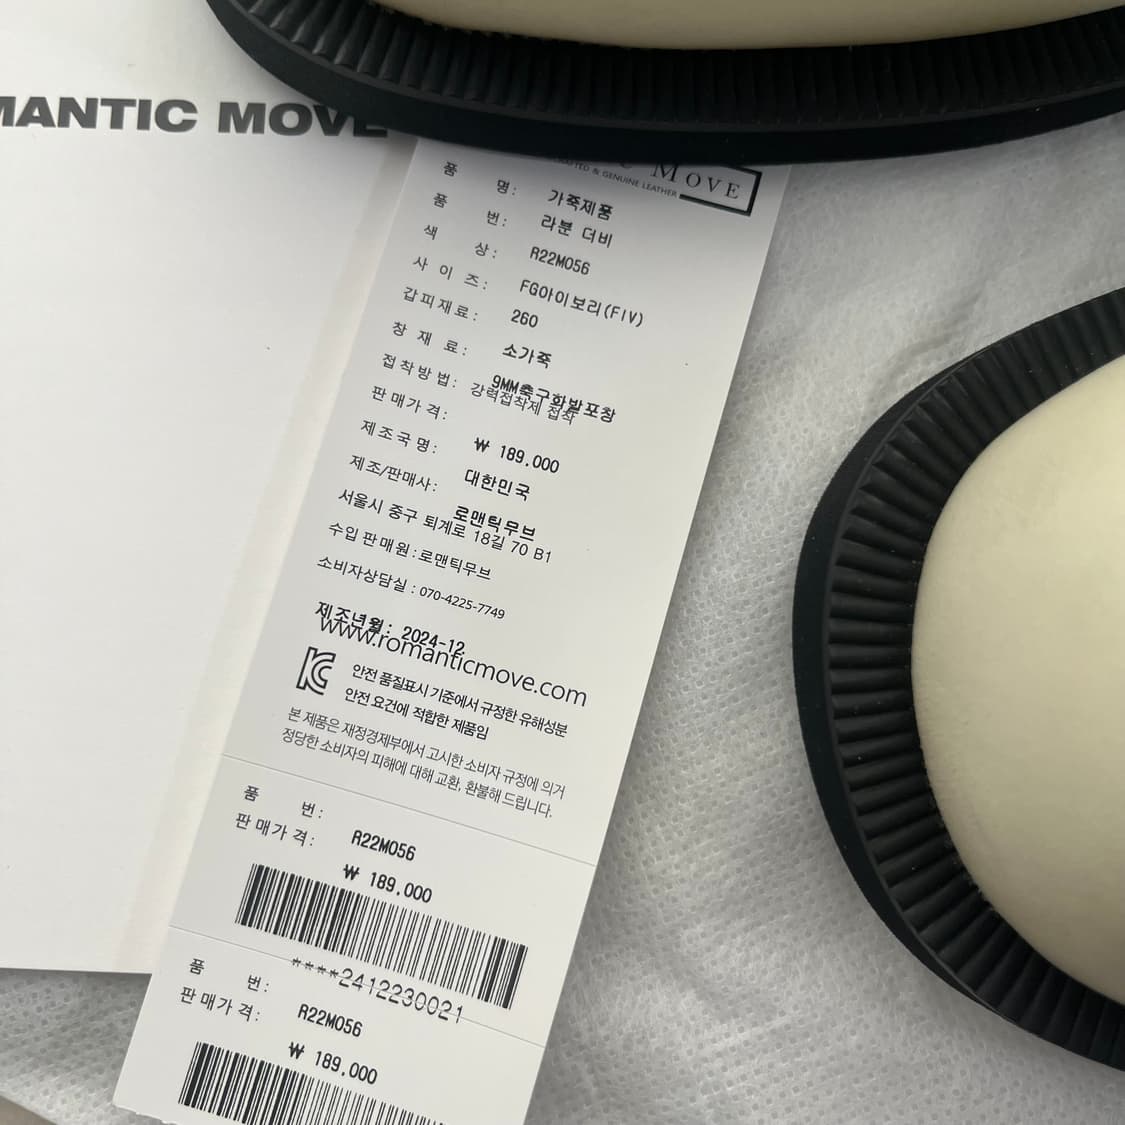 MANTIC MOVE
MOVE
& GENUINE LEATHER
품 명: 가죽제품
품 번: 라분 더비
색 상: R22M056
사 이 즈: FG아이보리(FIV)
갑피재료: 260
창 재 료: 소가죽
접착방법: 9MM축구화발포창
강력접착제 접착
판매가격: ₩ 189.000
제조국명: 대한민국
제조/판매사: 로맨틱무브
서울시 중구 퇴계로 18길 70 B1
수입 판매원 : 로맨틱무브
소비자상담실 : 070-4225-7749
제조년월: 2024-12
www.romanticmove.com
안전 품질표시 기준에서 규정한 유해성분
안전 요건에 적합한 제품임
본 제품은 재정경제부에서 고시한 소비자 규정에 의거
정당한 소비자의 피해에 대해 교환, 환불해 드립니다.
품 번: R22M056
판매가격: ₩ 189.000
****2412230021
품 번: R22M056
판매가격: ₩ 189.000